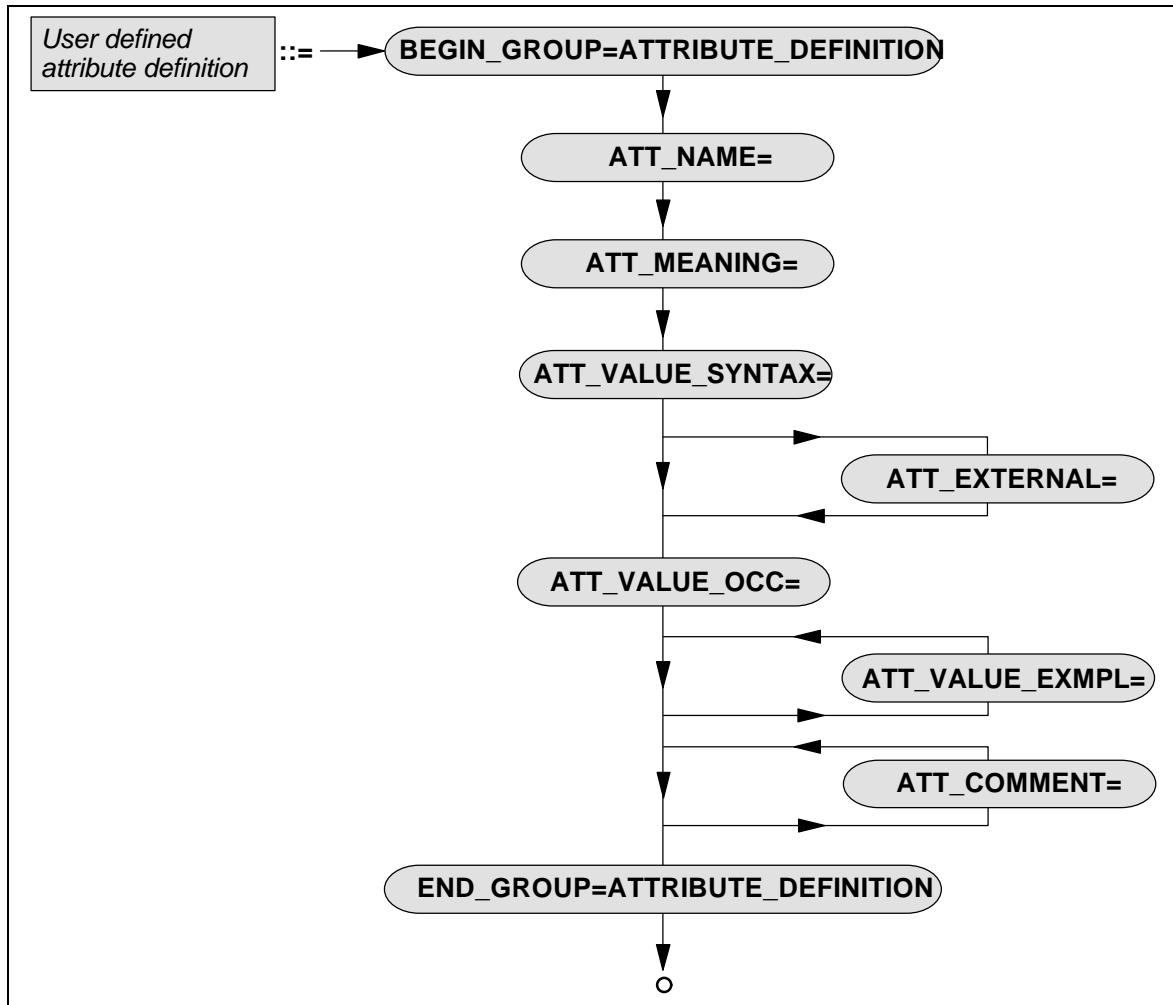 User defined
attribute definition
::=
BEGIN_GROUP=ATTRIBUTE_DEFINITION
ATT_NAME=
ATT_MEANING=
ATT_VALUE_SYNTAX=
ATT_EXTERNAL=
ATT_VALUE_OCC=
ATT_VALUE_EXMPL=
ATT_COMMENT=
END_GROUP=ATTRIBUTE_DEFINITION